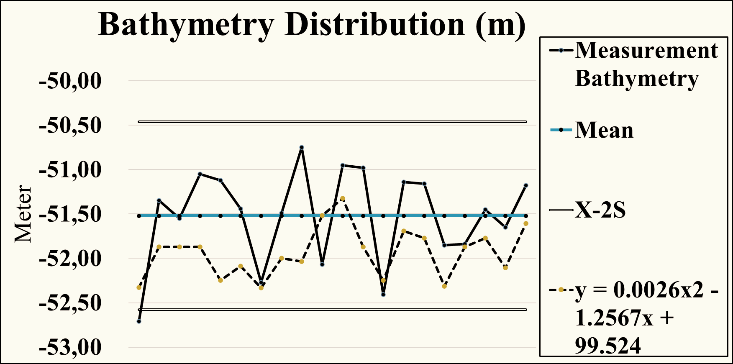 Bathymetry Distribution (m)
-50,00
-50,50
-51,00
-51,50
-52,00
-52,50
-53,00
Meter
Measurement
Bathymetry
Mean
X-2S
y = 0.0026x2 -
1.2567x +
99.524